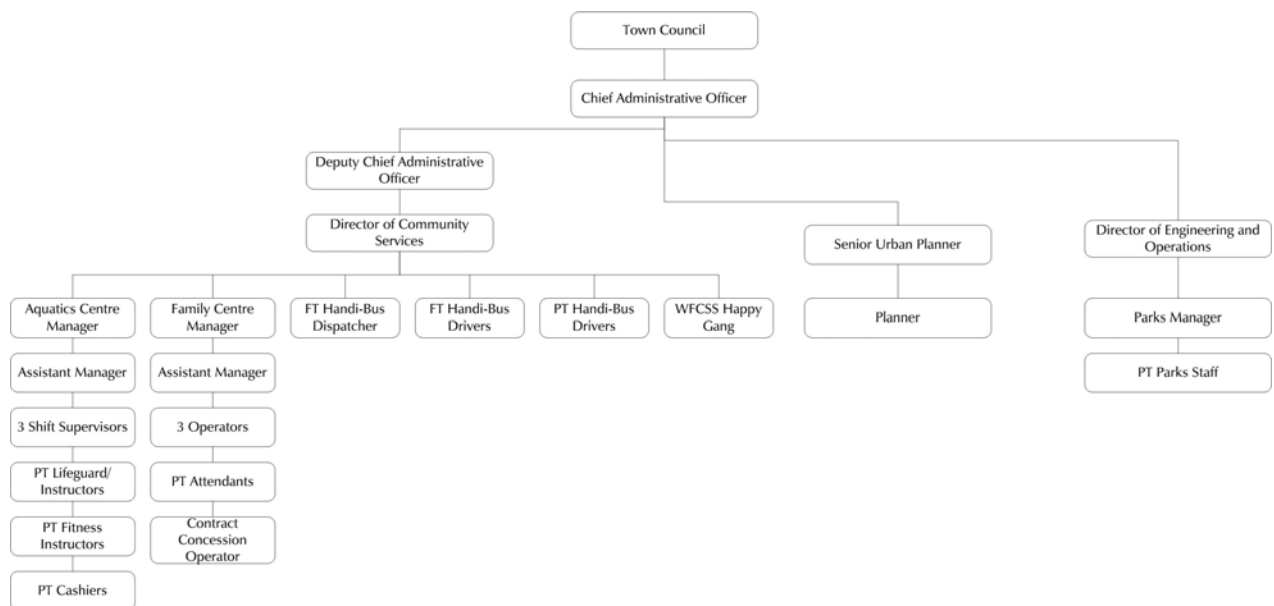 Town Council
Chief Administrative Officer
Deputy Chief Administrative
Officer
Director of Community
Services
Senior Urban Planner
Director of Engineering and
Operations
Aquatics Centre
Manager
Family Centre
Manager
FT Handi-Bus
Dispatcher
FT Handi-Bus
Drivers
PT Handi-Bus
Drivers
WFCSS Happy
Gang
Planner
Parks Manager
Assistant Manager
Assistant Manager
PT Parks Staff
3 Shift Supervisors
3 Operators
PT Lifeguard/
Instructors
PT Attendants
PT Fitness
Instructors
Contract
Concession
Operator
PT Cashiers